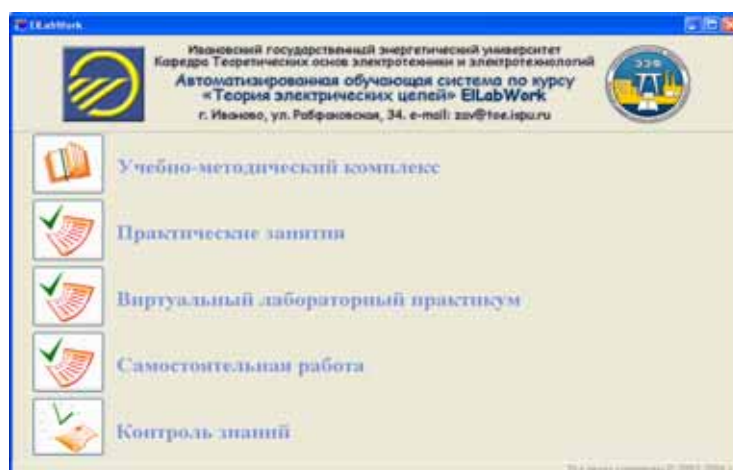 ElLabWork
Ивановский государственный энергетический университет
Кафедра Теоретических основ электротехники и электротехнологий
Автоматизированная обучающая система по курсу
«Теория электрических цепей» ElLabWork
г. Иваново, ул. Рабфаковская, 34. e-mail: zav@toe.ispu.ru
ЭЭФ
Учебно-методический комплекс
Практические занятия
Виртуальный лабораторный практикум
Самостоятельная работа
Контроль знаний